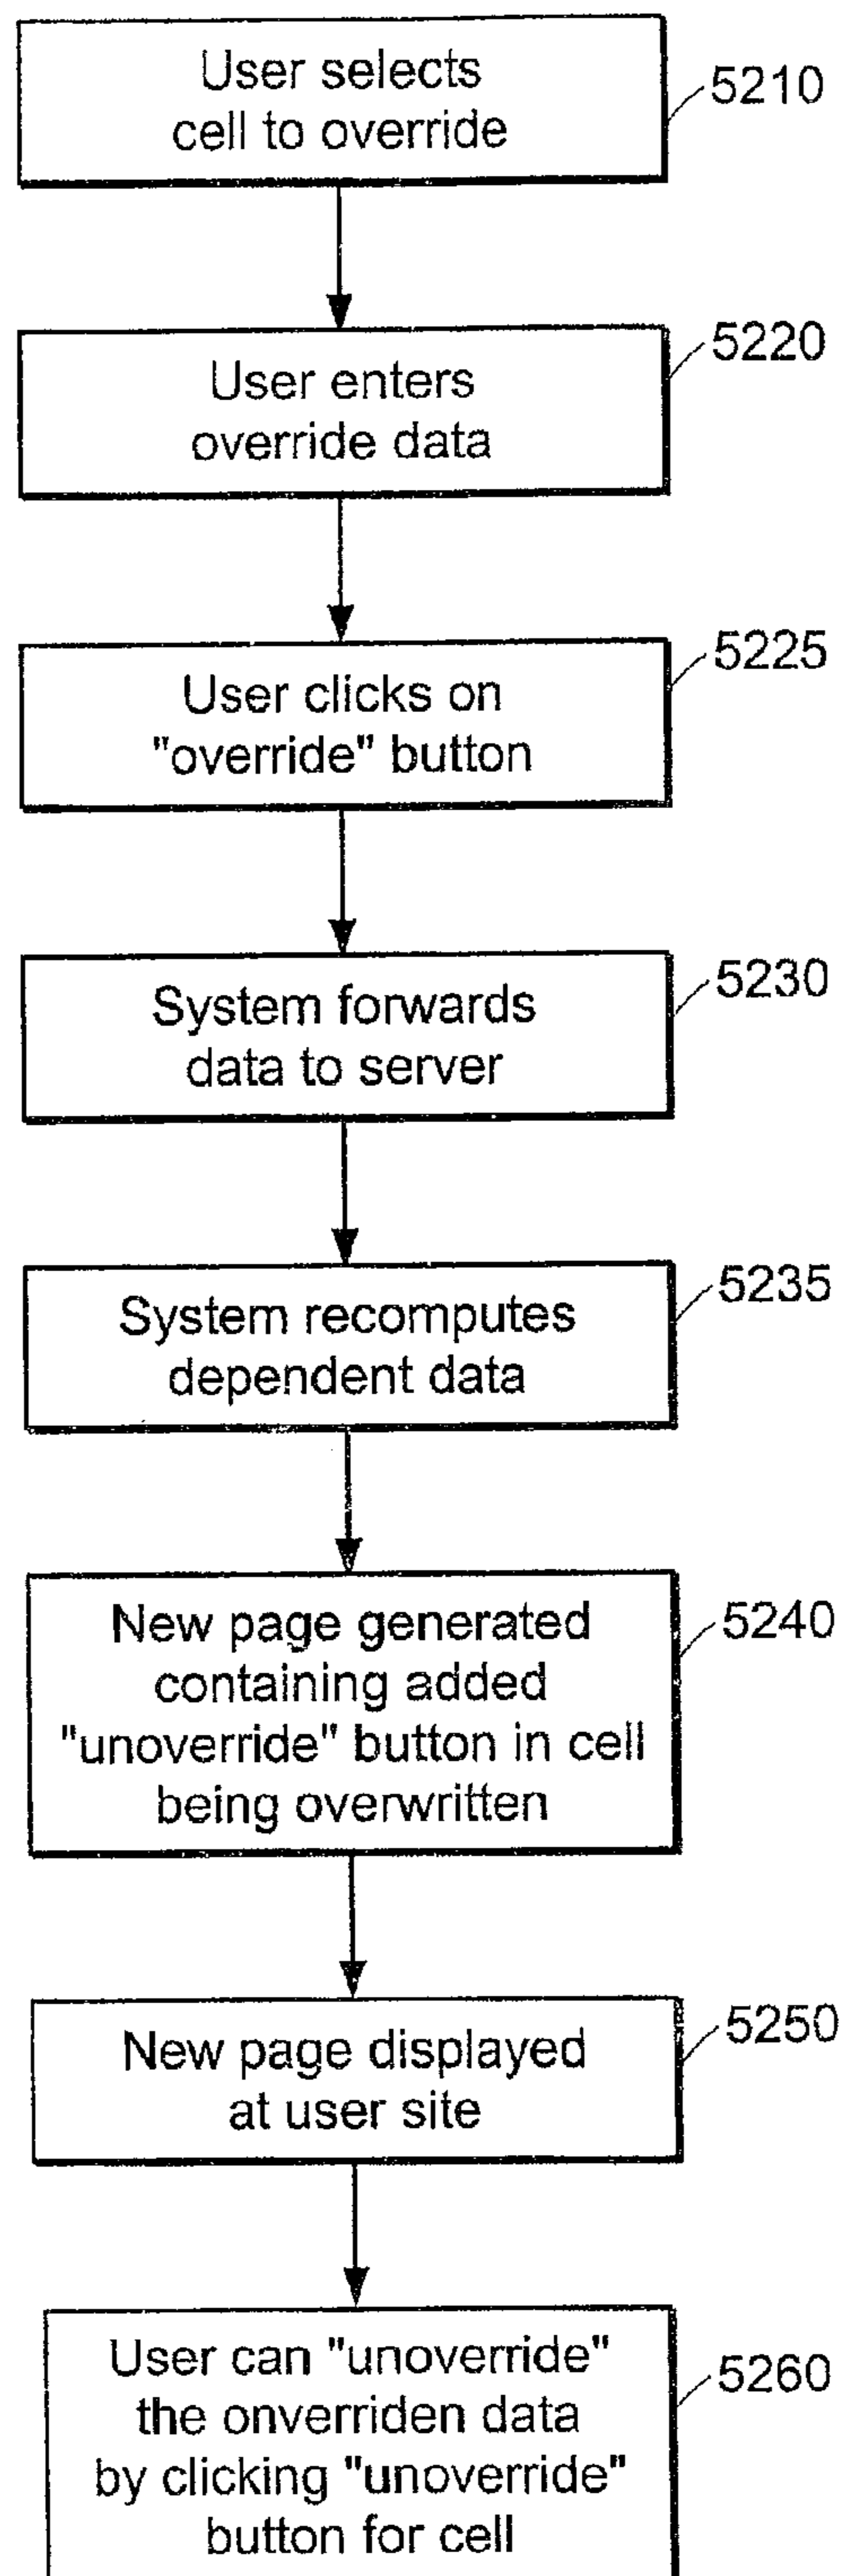 User selects
cell to override
5210
User enters
override data
5220
User clicks on
"override" button
5225
System forwards
data to server
5230
System recomputes
dependent data
5235
New page generated
containing added
"unoverride" button in cell
being overwritten
5240
New page displayed
at user site
5250
User can "unoverride"
the onverriden data
by clicking "unoverride"
button for cell
5260